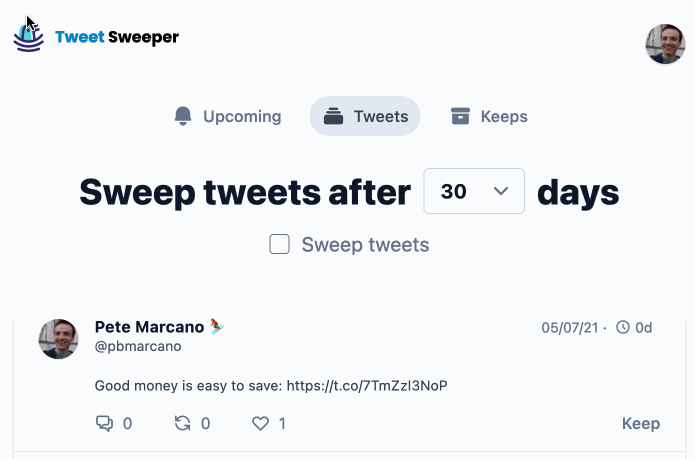 Tweet Sweeper
Upcoming Tweets Keeps
Sweep tweets after 30 days
Sweep tweets
Pete Marcano ⛷️ 05/07/21 · 0d
@pbmarcano
Good money is easy to save: https://t.co/7TmZzI3NoP
0 0 1 Keep